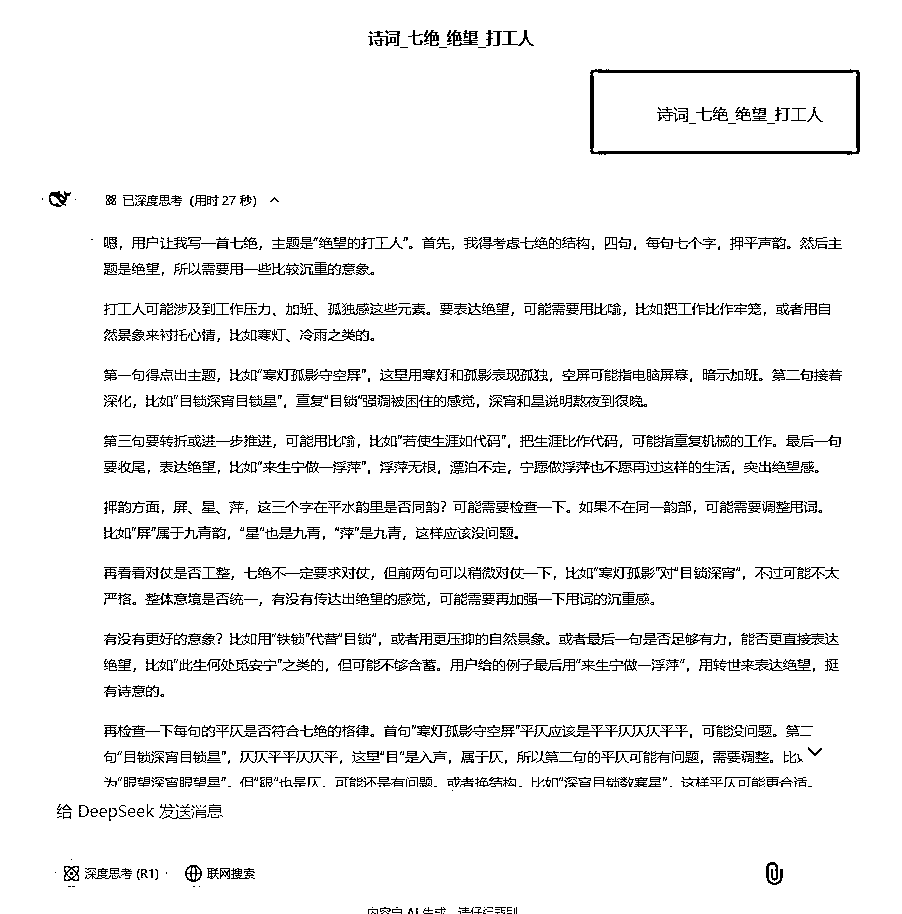 诗词_七绝_绝望_打工人
诗词_七绝_绝望_打工人
已深度思考（用时 27 秒）
嗯，用户让我写一首七绝，主题是“绝望的打工人”。首先，我得考虑七绝的结构，四句，每句七个字，押平声韵。然后主
题是绝望，所以需要用一些比较沉重的意象。
打工人可能涉及到工作压力、加班、孤独感这些元素。要表达绝望，可能需要用比喻，比如把工作比作牢笼，或者用自
然景象来衬托心情，比如寒灯、冷雨之类的。
第一句得点出主题，比如“寒灯孤影守空屏”，这里用寒灯和孤影表现孤独，空屏可能指电脑屏幕，暗示加班。第二句接着
深化，比如“目锁深宵目锁星”，重复“目锁”强调被困住的感觉，深宵和星说明熬夜到很晚。
第三句要转折或进一步推进，可能用比喻，比如“若使生涯如代码”，把生涯比作代码，可能指重复机械的工作。最后一句
要收尾，表达绝望，比如“来生宁做一浮萍”，浮萍无根，漂泊不定，宁愿做浮萍也不愿再过这样的生活，突出绝望感。
押韵方面，屏、星、萍，这三个字在平水韵里是否同韵？可能需要检查一下。如果不在同一韵部，可能需要调整用词。
比如“屏”属于九青韵，“星”也是九青，“萍”是九青，这样应该没问题。
再看看对仗是否工整，七绝不一定要求对仗，但前两句可以稍微对仗一下，比如“寒灯孤影”对“目锁深宵”，不过可能不太
严格。整体意境是否统一，有没有传达出绝望的感觉，可能需要再加强一下用词的沉重感。
有没有更好的意象？比如用“铁锁”代替“目锁”，或者用更压抑的自然景象。或者最后一句是否足够有力，能否更直接表达
绝望，比如“此生何处觅安宁”之类的，但可能不够含蓄。用户给的例子最后用“来生宁做一浮萍”，用转世来表达绝望，挺
有诗意的。
再检查一下每句的平仄是否符合七绝的格律。首句“寒灯孤影守空屏”平仄应该是平平仄仄仄平平，可能没问题。第二
句“目锁深宵目锁星”，仄仄平平仄仄平，这里“目”是入声，属于仄，所以第二句的平仄可能有问题，需要调整。比
为“眼望深宵眼望星”，但“眼”也是仄，可能还是有问题。或者换结构，比如“深宵目锁数寒星”，这样平仄可能更合适。
给 DeepSeek 发送消息
深度思考 (R1)
联网搜索
内容由 AI 生成，请仔细甄别